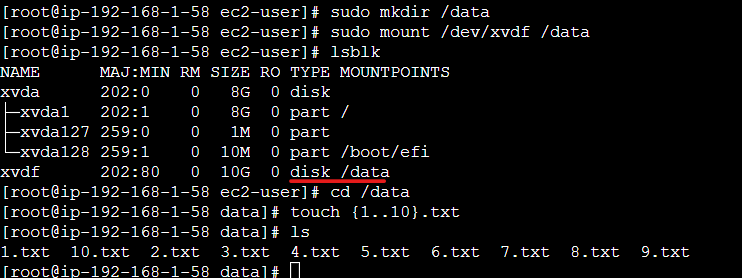 [root@ip-192-168-1-58 ec2-user]# sudo mkdir /data
[root@ip-192-168-1-58 ec2-user]# sudo mount /dev/xvdf /data
[root@ip-192-168-1-58 ec2-user]# lsblk
NAME      MAJ:MIN RM SIZE RO TYPE MOUNTPOINTS
xvda      202:0    0   8G  0 disk
├─xvda1   202:1    0   8G  0 part /
├─xvda127 259:0    0   1M  0 part
└─xvda128 259:1    0  10M  0 part /boot/efi
xvdf      202:80   0  10G  0 disk /data
[root@ip-192-168-1-58 ec2-user]# cd /data
[root@ip-192-168-1-58 data]# touch {1..10}.txt
[root@ip-192-168-1-58 data]# ls
1.txt  10.txt  2.txt  3.txt  4.txt  5.txt  6.txt  7.txt  8.txt  9.txt
[root@ip-192-168-1-58 data]#